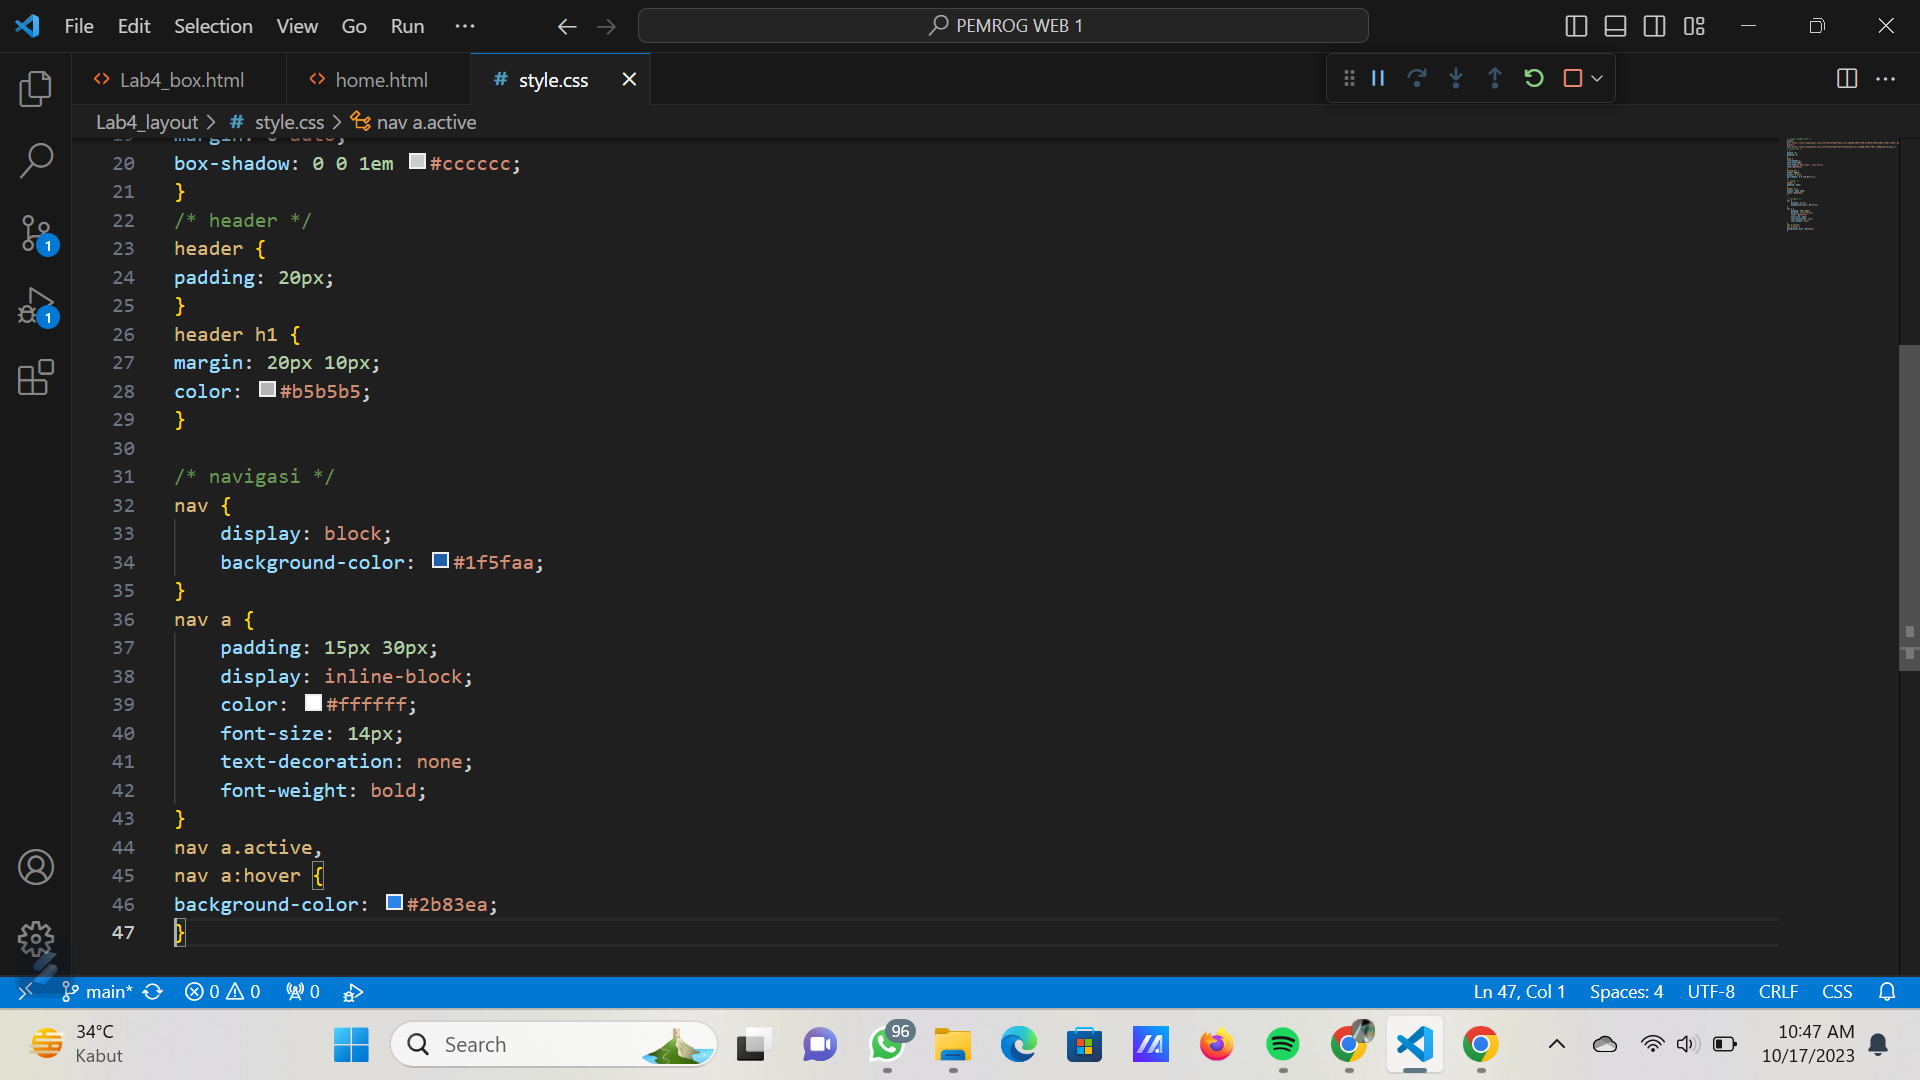 File Edit Selection View Go Run ···
PEMROG WEB 1
Lab4_box.html
home.html
# style.css
Lab4_layout > # style.css > nav a.active
20 box-shadow: 0 0 1em #cccccc;
21 }
22 /* header */
23 header {
24 padding: 20px;
25 }
26 header h1 {
27 margin: 20px 10px;
28 color: #b5b5b5;
29 }
30
31 /* navigasi */
32 nav {
33 display: block;
34 background-color: #1f5faa;
35 }
36 nav a {
37 padding: 15px 30px;
38 display: inline-block;
39 color: #ffffff;
40 font-size: 14px;
41 text-decoration: none;
42 font-weight: bold;
43 }
44 nav a.active,
45 nav a:hover {
46 background-color: #2b83ea;
47 }
1
1
main* 0 0 0
Ln 47, Col 1 Spaces: 4 UTF-8 CRLF CSS
34°C
Kabut
Search
96
10:47 AM
10/17/2023